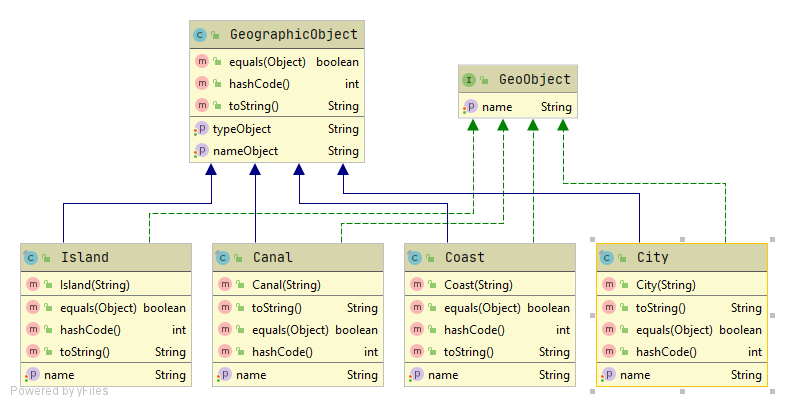 GeographicObject
equals(Object) boolean
hashCode() int
toString() String
typeObject String
nameObject String
GeoObject
name String
Island
Island(String)
equals(Object) boolean
hashCode() int
toString() String
name String
Canal
Canal(String)
toString() String
equals(Object) boolean
hashCode() int
name String
Coast
Coast(String)
equals(Object) boolean
hashCode() int
toString() String
name String
City
City(String)
toString() String
equals(Object) boolean
hashCode() int
name String
Powered by yFiles